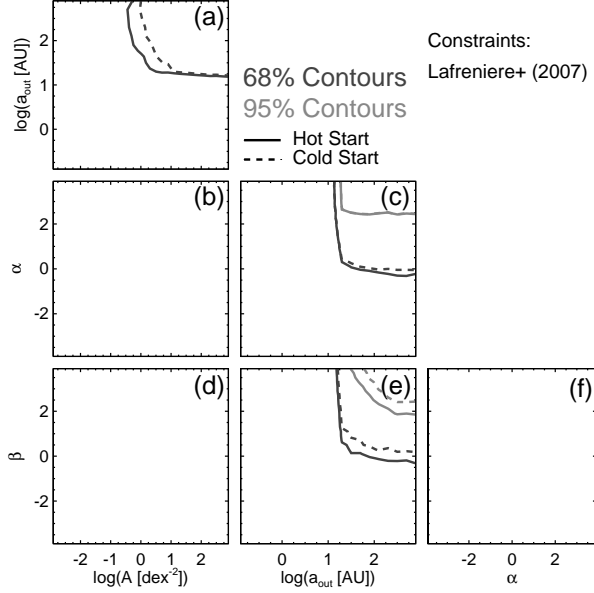 (a)
Constraints:
Lafreniere+ (2007)
68% Contours
95% Contours
Hot Start
Cold Start
log(a_out [AU])
2
1
0
(b)
(c)
α
2
0
-2
(d)
(e)
(f)
β
2
0
-2
-2 -1 0 1 2
0 1 2
-2 0 2
log(A [dex⁻²])
log(a_out [AU])
α